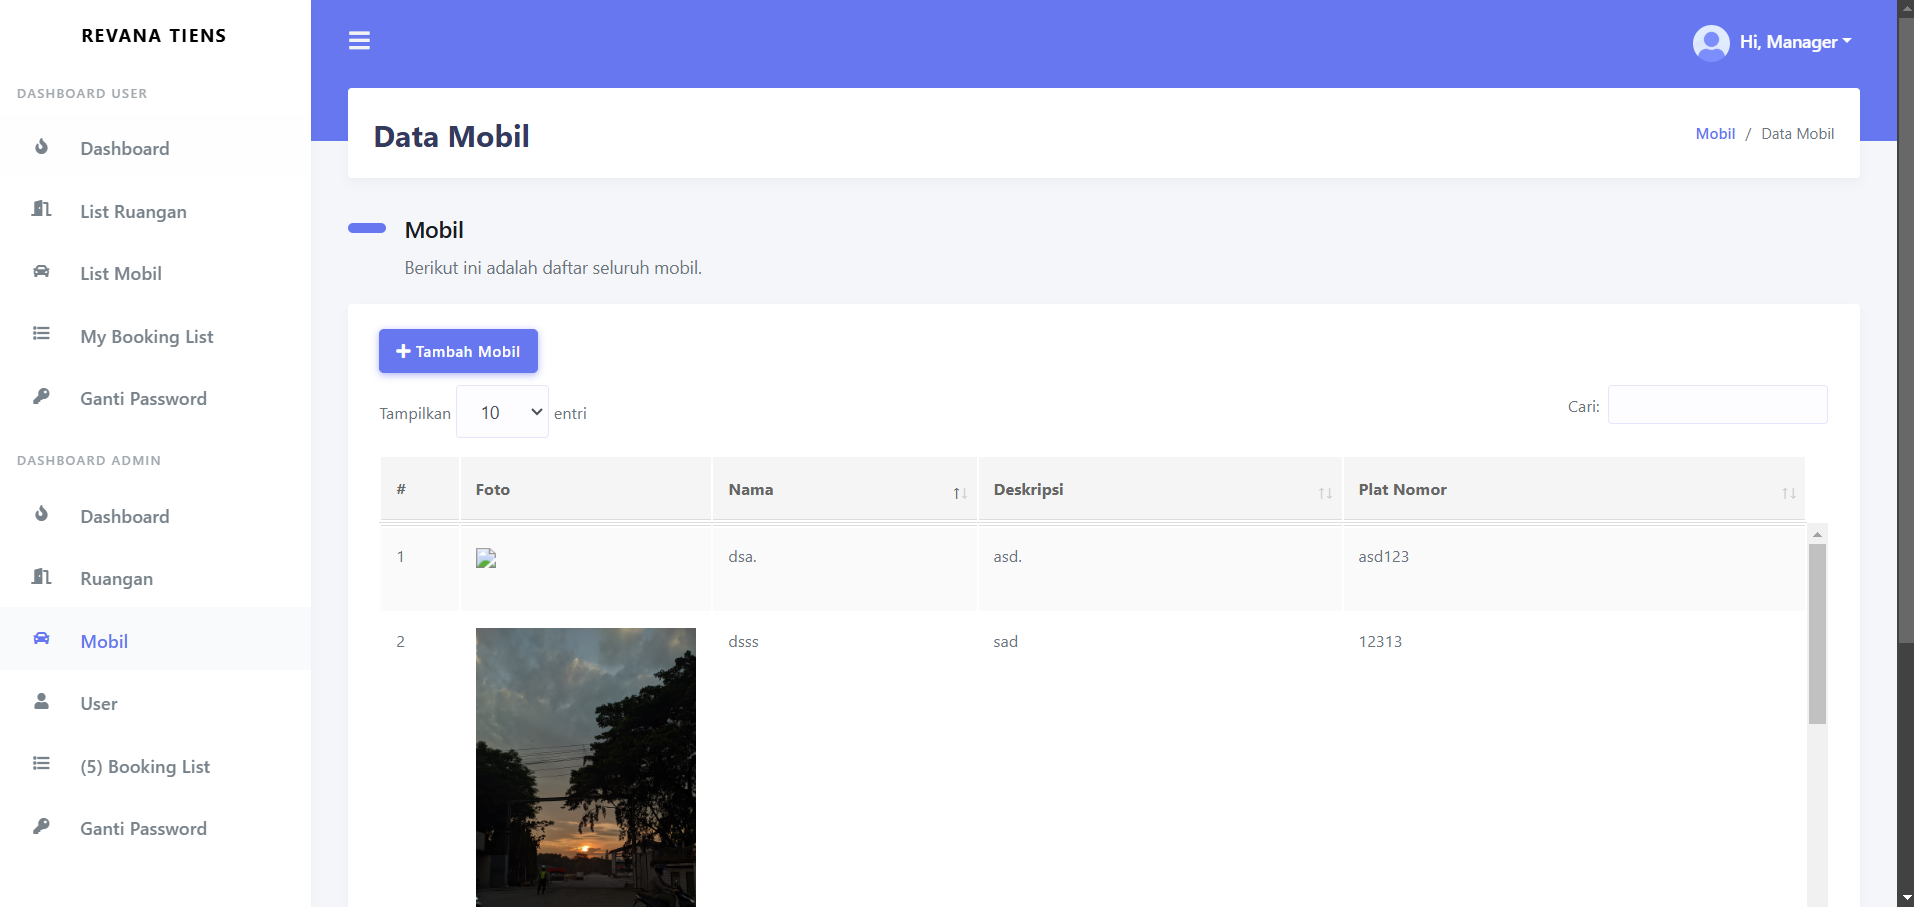 REVANA TIENS
DASHBOARD USER
Dashboard
List Ruangan
List Mobil
My Booking List
Ganti Password
DASHBOARD ADMIN
Dashboard
Ruangan
Mobil
User
(5) Booking List
Ganti Password
Hi, Manager
Data Mobil
Mobil / Data Mobil
Mobil
Berikut ini adalah daftar seluruh mobil.
Tambah Mobil
Tampilkan 10 entri
Cari:
# Foto Nama Deskripsi Plat Nomor
1 dsa. asd. asd123
2 dsss sad 12313